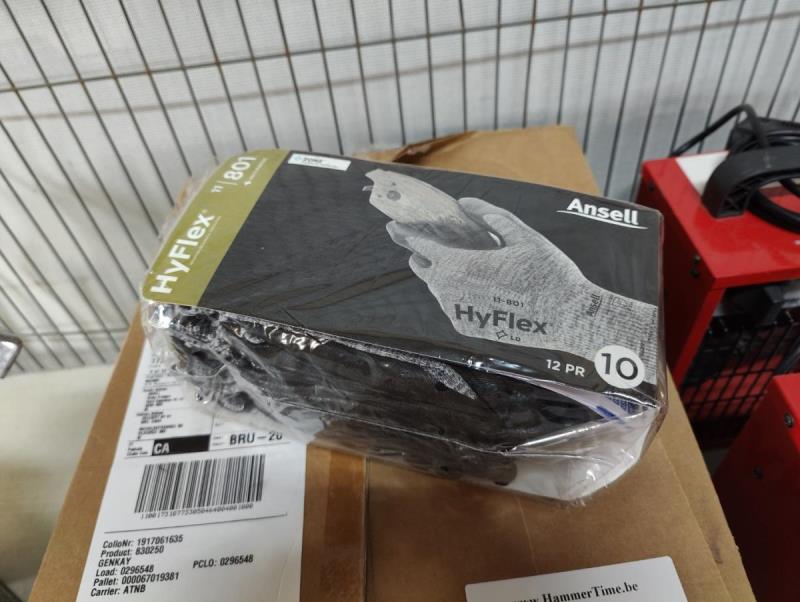 HyFlex®
11/801
Ansell
11-801
HyFlex®
Ansell
12 PR
10
CA
BRU-20
ColloNr: 1917061635
Product: 830250
GENKAY
Load: 0296548
PCLO: 0296548
Pallet: 000067019381
Carrier: ATNB
www.HammerTime.be